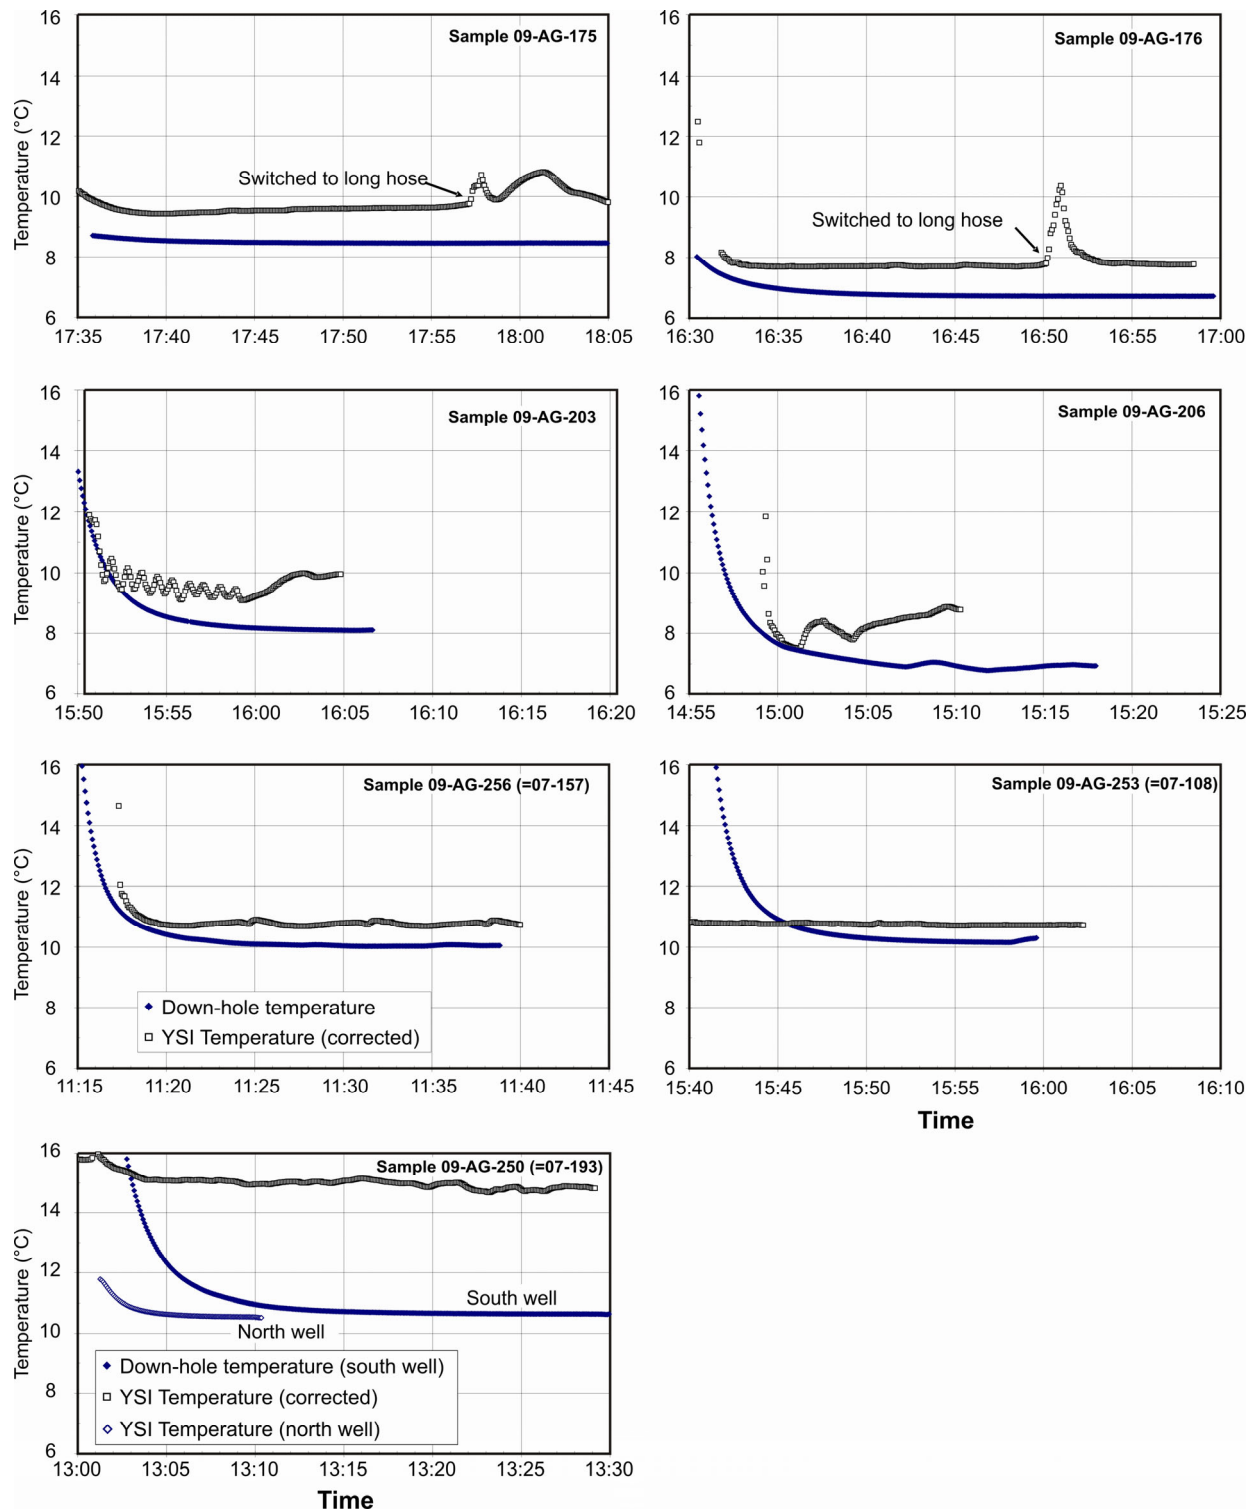 Sample 09-AG-175
Temperature (°C)
16
14
12
10
8
6
Switched to long hose
17:35 17:40 17:45 17:50 17:55 18:00 18:05
Sample 09-AG-176
16
14
12
10
8
6
Switched to long hose
16:30 16:35 16:40 16:45 16:50 16:55 17:00
Sample 09-AG-203
Temperature (°C)
16
14
12
10
8
6
15:50 15:55 16:00 16:05 16:10 16:15 16:20
Sample 09-AG-206
16
14
12
10
8
6
14:55 15:00 15:05 15:10 15:15 15:20 15:25
Sample 09-AG-256 (=07-157)
Temperature (°C)
16
14
12
10
8
6
Down-hole temperature
YSI Temperature (corrected)
11:15 11:20 11:25 11:30 11:35 11:40 11:45
Sample 09-AG-253 (=07-108)
16
14
12
10
8
6
15:40 15:45 15:50 15:55 16:00 16:05 16:10
Time
Sample 09-AG-250 (=07-193)
Temperature (°C)
16
14
12
10
8
6
South well
North well
Down-hole temperature (south well)
YSI Temperature (corrected)
YSI Temperature (north well)
13:00 13:05 13:10 13:15 13:20 13:25 13:30
Time